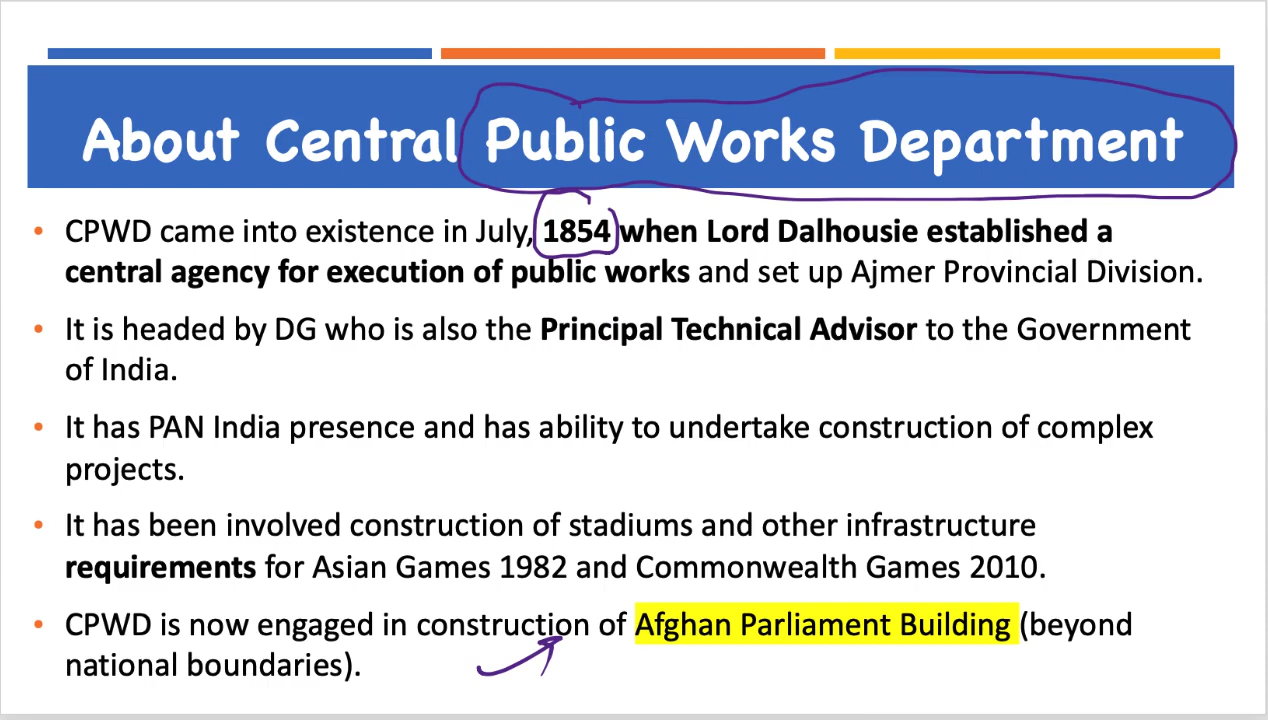 About Central Public Works Department
• CPWD came into existence in July, 1854 when Lord Dalhousie established a
central agency for execution of public works and set up Ajmer Provincial Division.
• It is headed by DG who is also the Principal Technical Advisor to the Government
of India.
• It has PAN India presence and has ability to undertake construction of complex
projects.
• It has been involved construction of stadiums and other infrastructure
requirements for Asian Games 1982 and Commonwealth Games 2010.
• CPWD is now engaged in construction of Afghan Parliament Building (beyond
national boundaries).